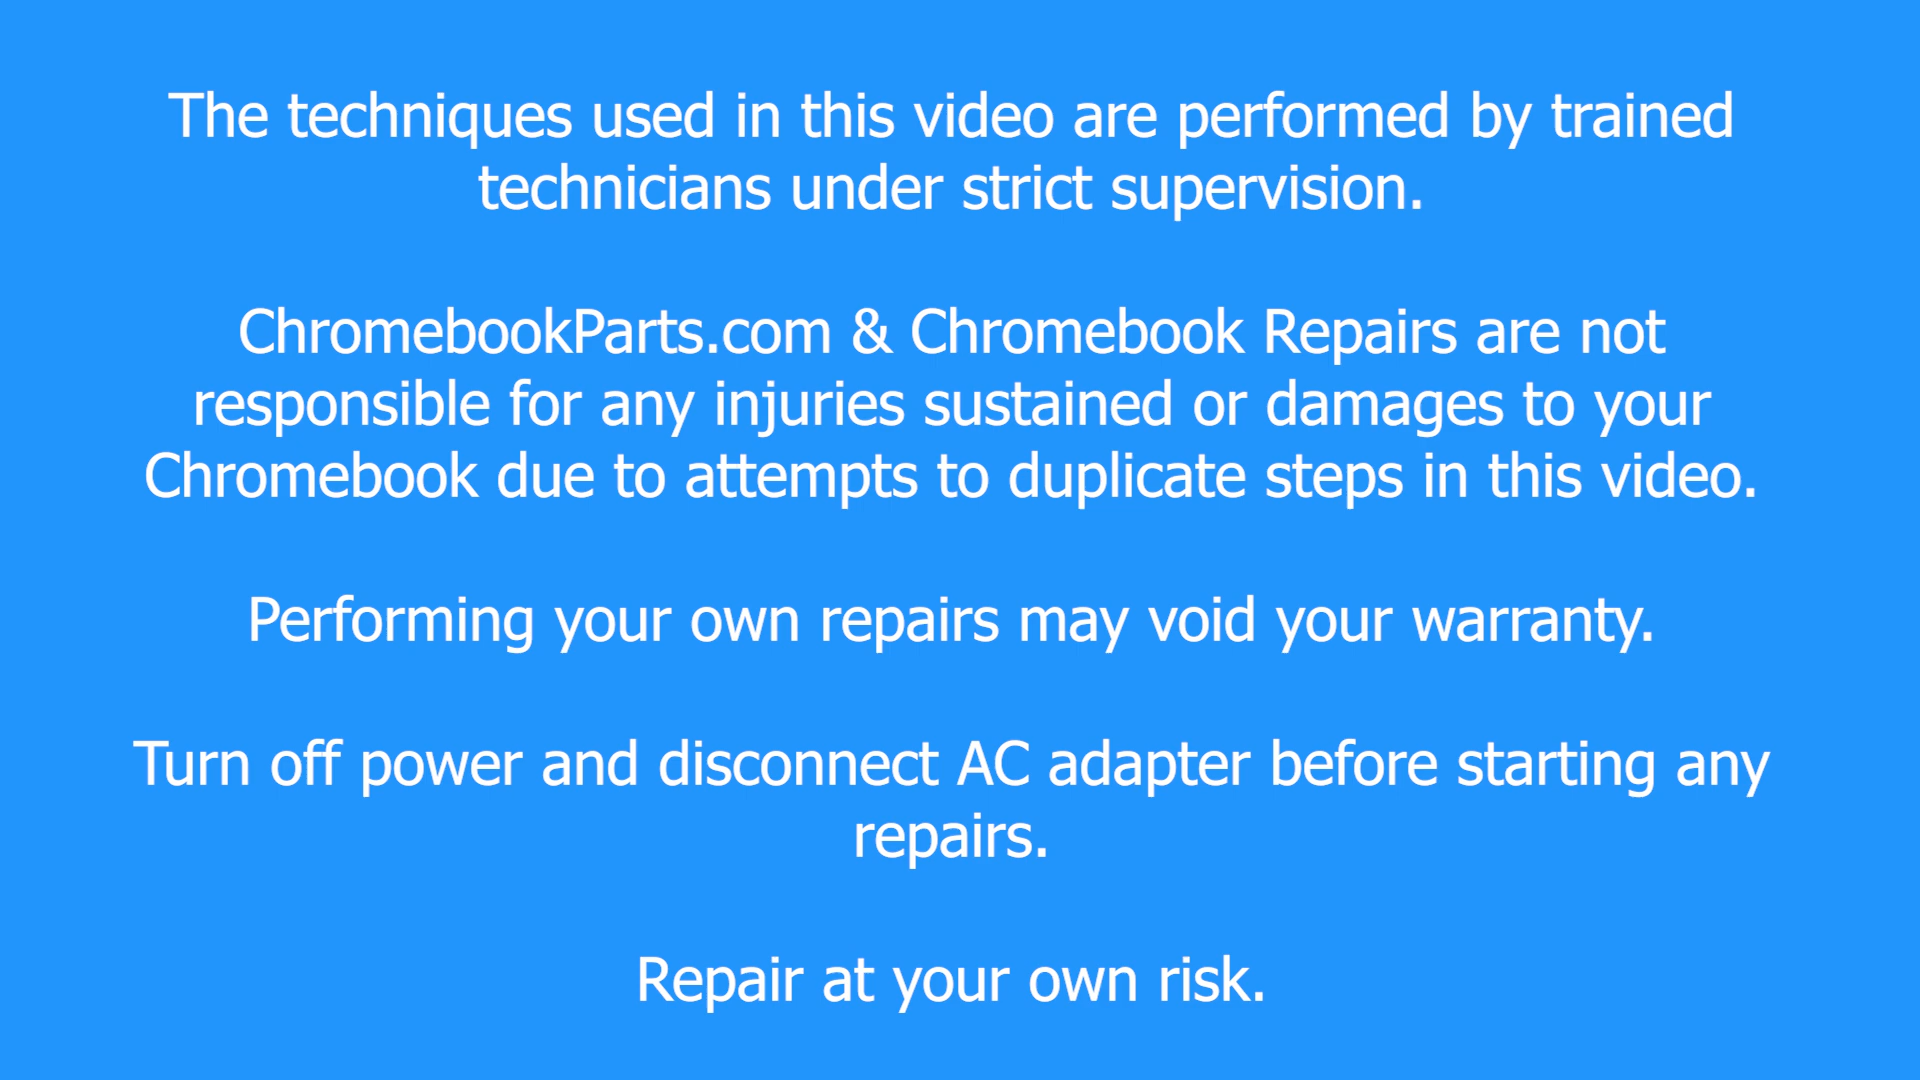 The techniques used in this video are performed by trained
technicians under strict supervision.
ChromebookParts.com & Chromebook Repairs are not
responsible for any injuries sustained or damages to your
Chromebook due to attempts to duplicate steps in this video.
Performing your own repairs may void your warranty.
Turn off power and disconnect AC adapter before starting any
repairs.
Repair at your own risk.